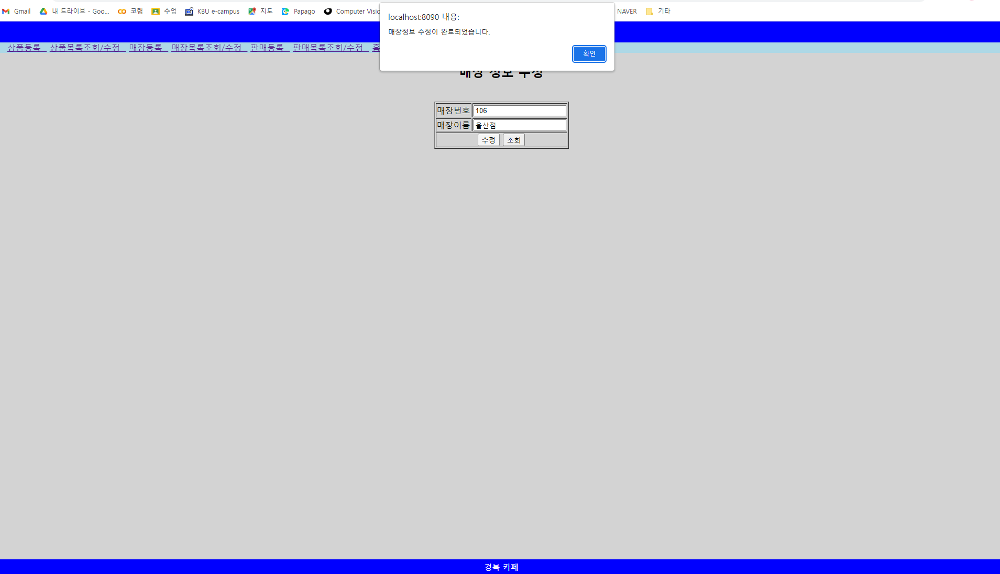 Gmail 내 드라이브 - Goo... 코랩 수업 KBU e-campus 지도 Papago Computer Visio NAVER 기타
localhost:8090 내용:
매장정보 수정이 완료되었습니다.
확인
상품등록 상품목록조회/수정 매장등록 매장목록조회/수정 판매등록 판매목록조회/수정 홈
매장 정보 수정
매장번호 106
매장이름 울산점
수정 조회
경복 카페